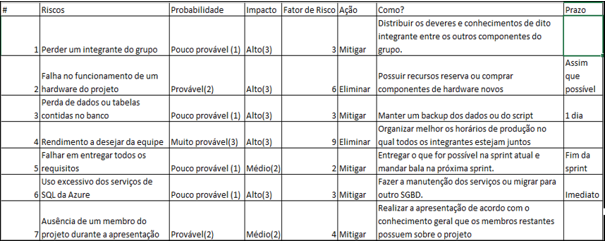 # Riscos Probabilidade Impacto Fator de Risco Ação Como? Prazo
1 Perder um integrante do grupo Pouco provável (1) Alto(3) 3 Mitigar Distribuir os deveres e conhecimentos de dito
integrante entre os outros componentes do
grupo.
2 Falha no funcionamento de um
hardware do projeto Provável(2) Alto(3) 6 Eliminar Possuir recursos reserva ou comprar
componentes de hardware novos Assim
que
possível
3 Perda de dados ou tabelas
contidas no banco Pouco provável (1) Alto(3) 3 Mitigar Manter um backup dos dados ou do script 1 dia
4 Rendimento a desejar da equipe Muito provável(3) Alto(3) 9 Eliminar Organizar melhor os horários de produção no
qual todos os integrantes estejam juntos
5 Falhar em entregar todos os
requisitos Pouco provável (1) Médio(2) 2 Mitigar Entregar o que for possível na sprint atual e
mandar bala na próxima sprint. Fim da
sprint
6 Uso excessivo dos serviços de
SQL da Azure Pouco provável (1) Alto(3) 3 Mitigar Fazer a manutenção dos serviços ou migrar para
outro SGBD. Imediato
7 Ausência de um membro do
projeto durante a apresentação Provável(2) Médio(2) 4 Mitigar Realizar a apresentação de acordo com o
conhecimento geral que os membros restantes
possuem sobre o projeto